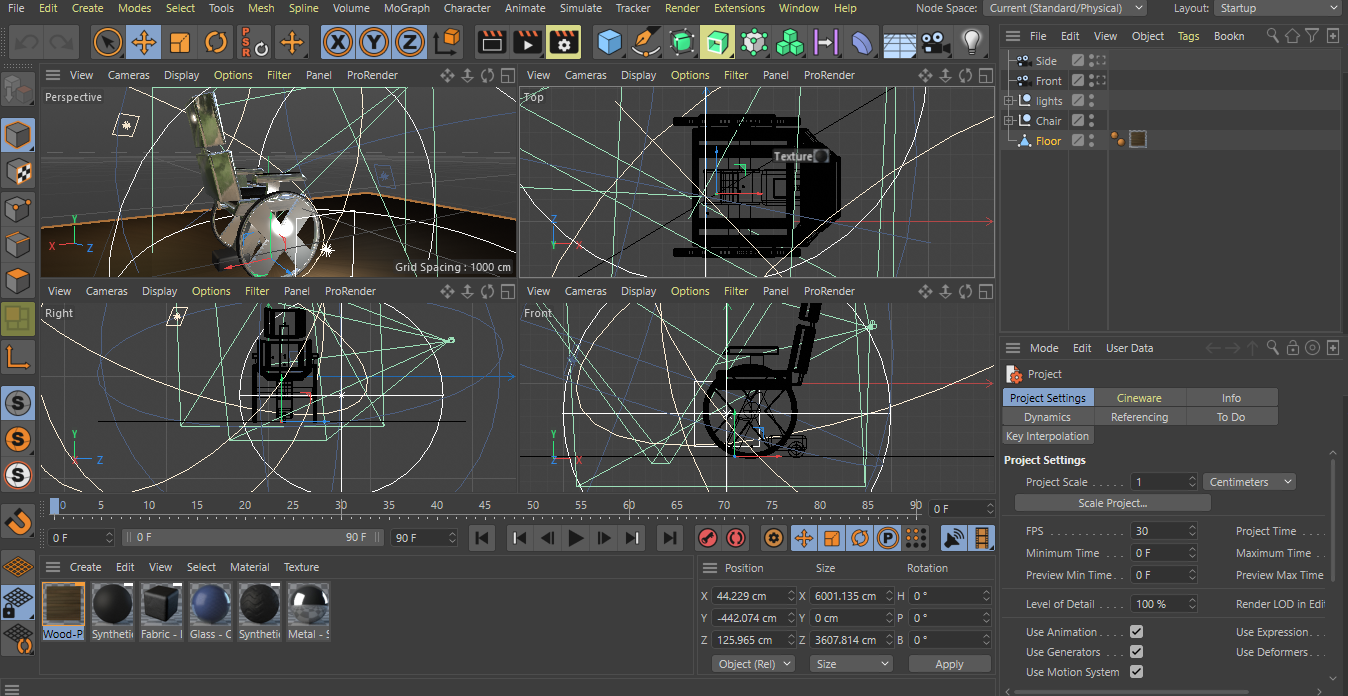 File Edit Create Modes Select Tools Mesh Spline Volume MoGraph Character Animate Simulate Tracker Render Extensions Window Help Node Space: Current (Standard/Physical) Layout: Startup
PSR X Y Z
File Edit View Object Tags Bookn
View Cameras Display Options Filter Panel ProRender
Perspective
Grid Spacing : 1000 cm
Y
X
Z
View Cameras Display Options Filter Panel ProRender
Top
Texture
Z
Y
X
View Cameras Display Options Filter Panel ProRender
Right
Y
X
Z
View Cameras Display Options Filter Panel ProRender
Front
Y
Z
X
S
S
S
Side
Front
lights
Chair
Floor
Mode Edit User Data
Project
Project Settings Cineware Info
Dynamics Referencing To Do
Key Interpolation
Project Settings
Project Scale . . . . . 1 Centimeters
Scale Project...
FPS . . . . . . . . . . . 30 Project Time . . . .
Minimum Time . . . 0 F Maximum Time . .
Preview Min Time . . 0 F Preview Max Time
Level of Detail . . . . 100 % Render LOD in Edit
Use Animation . . . . Use Expression. . .
Use Generators . . . Use Deformers. . .
Use Motion System
0 5 10 15 20 25 30 35 40 45 50 55 60 65 70 75 80 85 90 0 F
0 F 0 F 90 F 90 F P
Create Edit View Select Material Texture
Wood-P Synthetic Fabric - Glass - C Synthetic Metal - S
Position Size Rotation
X 44.229 cm X 6001.135 cm H 0 °
Y -442.074 cm Y 0 cm P 0 °
Z 125.965 cm Z 3607.814 cm B 0 °
Object (Rel) Size Apply